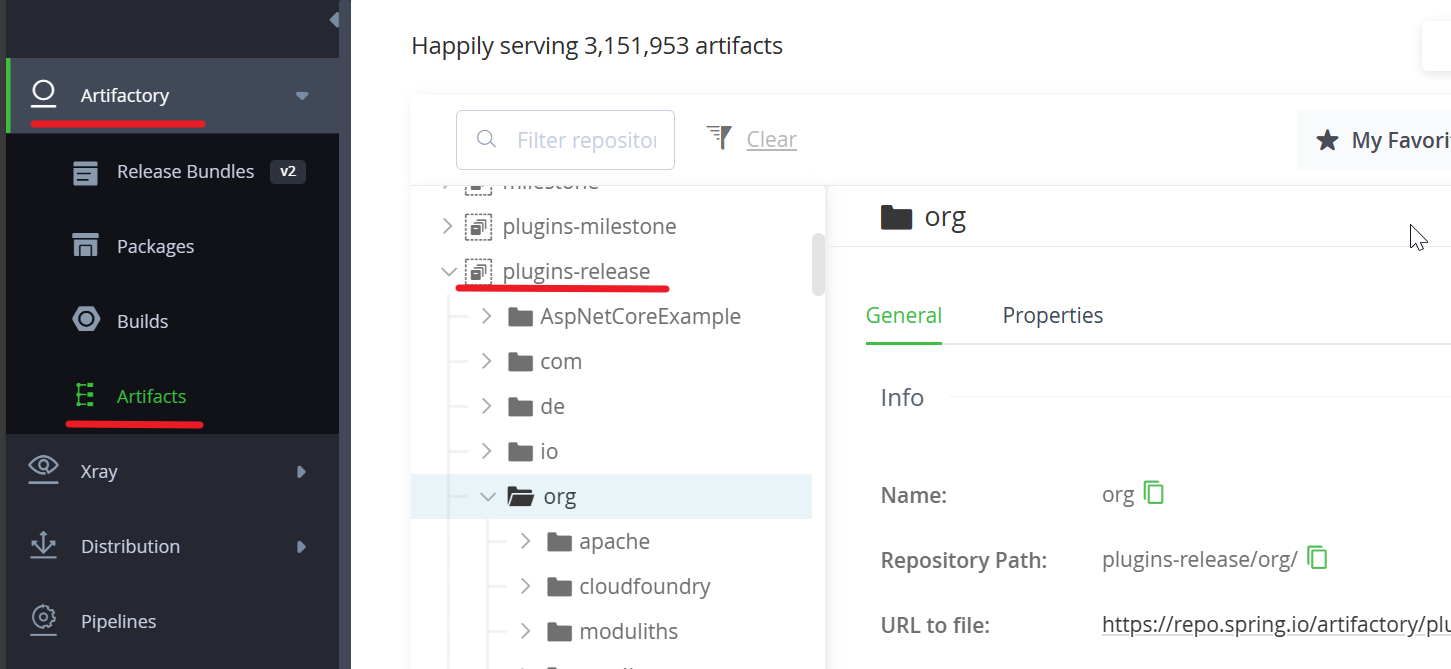 Happily serving 3,151,953 artifacts
Artifactory
Release Bundles v2
Packages
Builds
Artifacts
Xray
Distribution
Pipelines
Filter repositor
Clear
My Favori
milestone
plugins-milestone
plugins-release
AspNetCoreExample
com
de
io
org
apache
cloudfoundry
moduliths
org
General
Properties
Info
Name: org
Repository Path: plugins-release/org/
URL to file: https://repo.spring.io/artifactory/plu